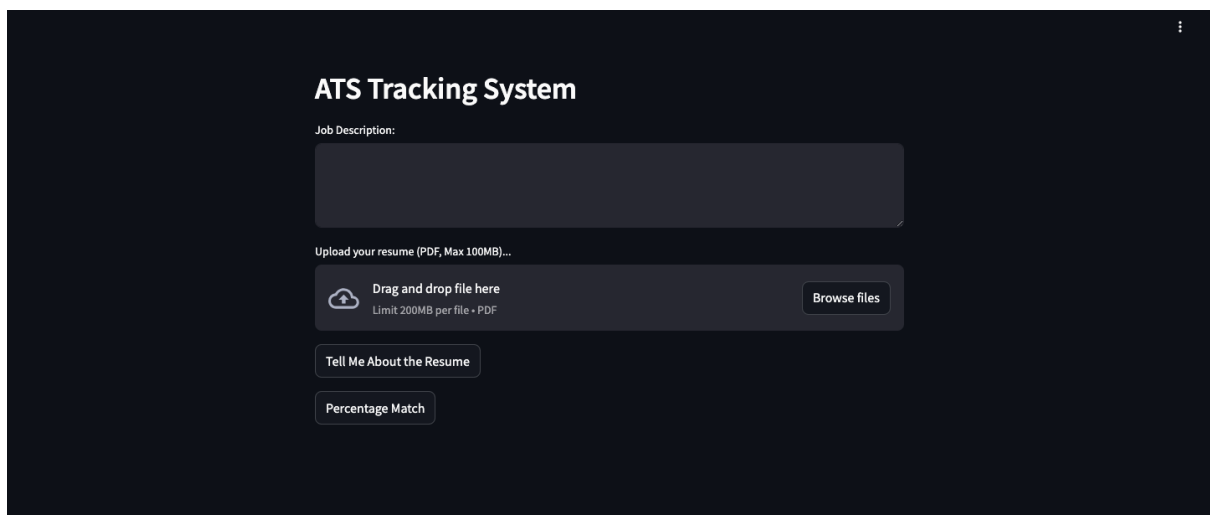 ATS Tracking System
Job Description:
Upload your resume (PDF, Max 100MB)...
Drag and drop file here
Limit 200MB per file • PDF
Browse files
Tell Me About the Resume
Percentage Match